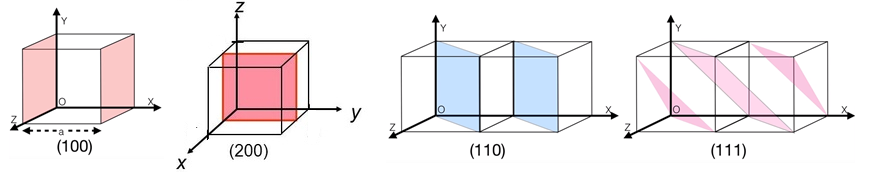 Y
O
X
Z
a
(100)
z
y
x
(200)
Y
O
X
Z
(110)
Y
O
X
Z
(111)